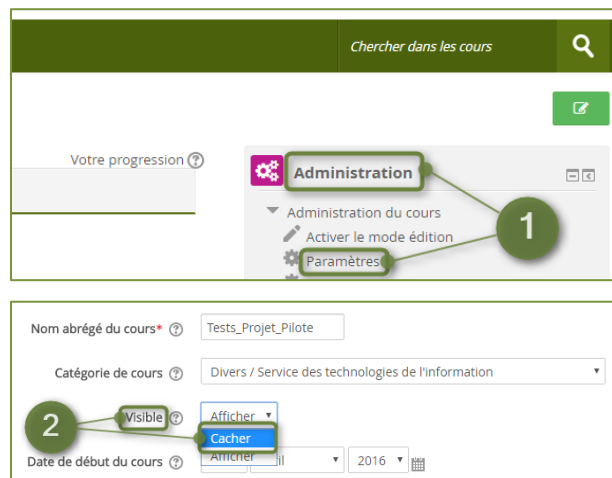 Chercher dans les cours
Votre progression
Administration
Administration du cours
Activer le mode édition
Paramètres
1
Nom abrégé du cours* Tests_Projet_Pilote
Catégorie de cours Divers / Service des technologies de l'information
Visible Afficher
2
Cacher
Afficher
Date de début du cours 2016